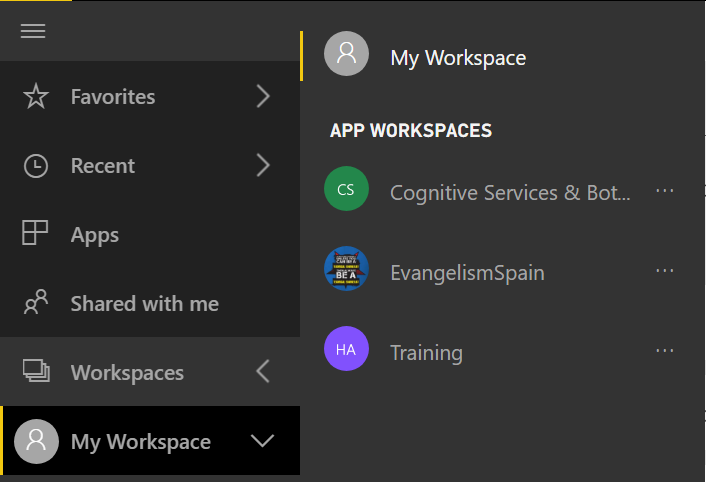 Favorites
Recent
Apps
Shared with me
Workspaces
My Workspace
My Workspace
APP WORKSPACES
CS
Cognitive Services & Bot...
BE A
EvangelismSpain
HA
Training